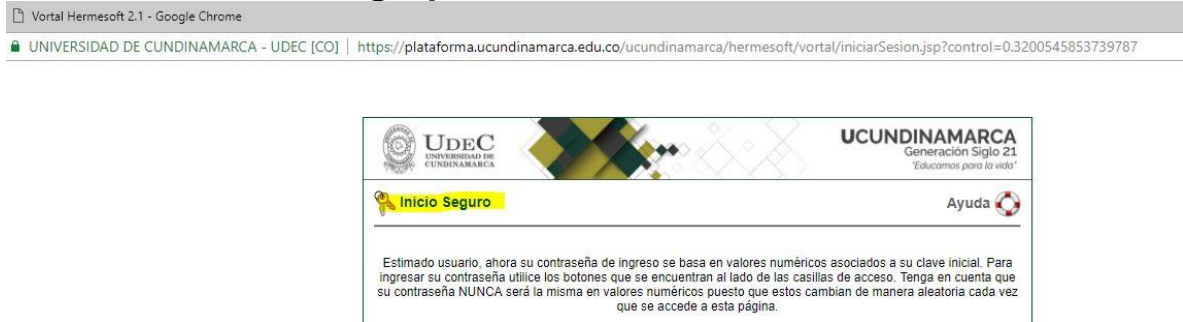 Vortal Hermesoft 2.1 - Google Chrome
UNIVERSIDAD DE CUNDINAMARCA - UDEC [CO] | https://plataforma.ucundinamarca.edu.co/ucundinamarca/hermesoft/vortal/iniciarSesion.jsp?control=0.3200545853739787
UDEC
UNIVERSIDAD DE
CUNDINAMARCA
UCUNDINAMARCA
Generación Siglo 21
"Educamos para la vida"
Inicio Seguro
Ayuda
Estimado usuario, ahora su contraseña de ingreso se basa en valores numéricos asociados a su clave inicial. Para
ingresar su contraseña utilice los botones que se encuentran al lado de las casillas de acceso. Tenga en cuenta que
su contraseña NUNCA será la misma en valores numéricos puesto que estos cambian de manera aleatoria cada vez
que se accede a esta página.